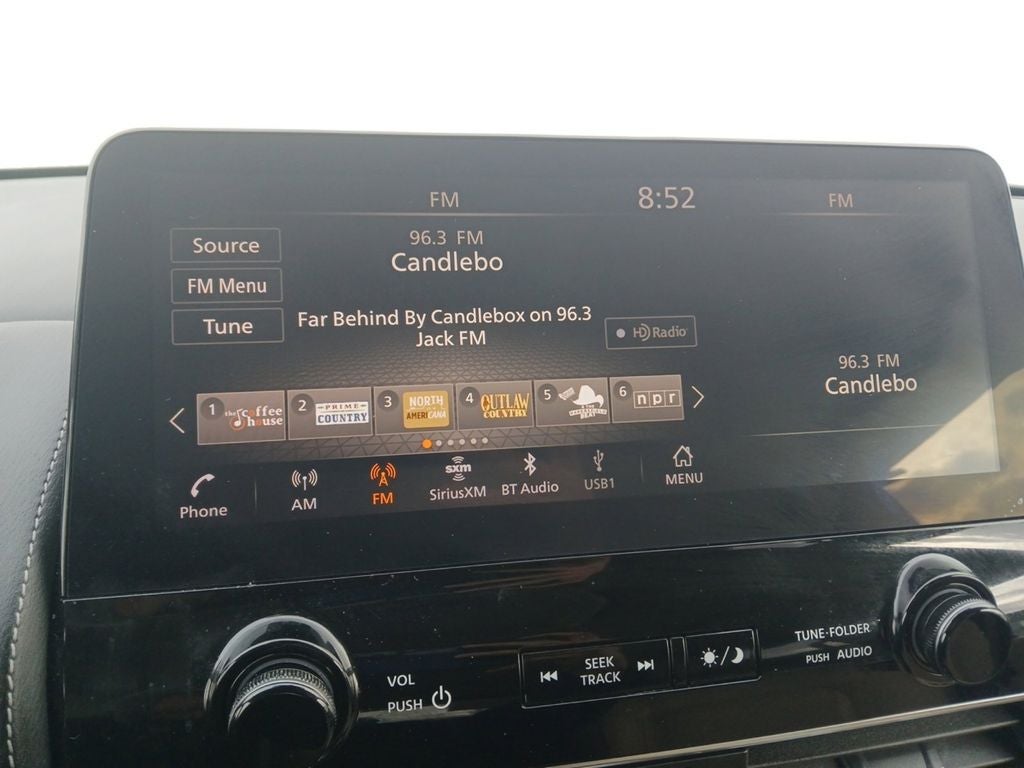 FM 8:52 FM
Source
FM Menu
Tune
96.3 FM
Candlebo
Far Behind By Candlebox on 96.3
Jack FM
HD Radio
96.3 FM
Candlebo
1 the coffee house
2 PRIME COUNTRY
3 NORTH AMERICANA
4 OUTLAW COUNTRY
5
6 npr
Phone
AM
FM
sxm
SiriusXM
BT Audio
USB1
MENU
VOL
PUSH
SEEK
TRACK
TUNE·FOLDER
PUSH AUDIO